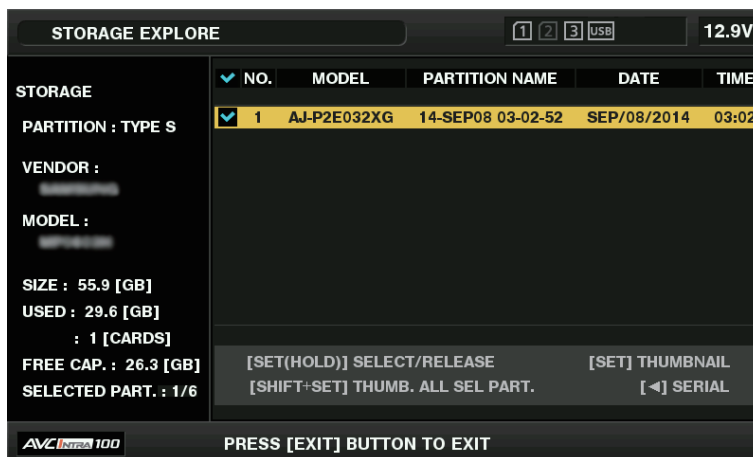 STORAGE EXPLORE
1 2 3 USB
12.9V
STORAGE
PARTITION : TYPE S
VENDOR :
MODEL :
SIZE : 55.9 [GB]
USED : 29.6 [GB]
: 1 [CARDS]
FREE CAP. : 26.3 [GB]
SELECTED PART. : 1/6
NO. MODEL PARTITION NAME DATE TIME
1 AJ-P2E032XG 14-SEP08 03-02-52 SEP/08/2014 03:02
[SET(HOLD)] SELECT/RELEASE [SET] THUMBNAIL
[SHIFT+SET] THUMB. ALL SEL PART. [◀] SERIAL
AVC INTRA 100
PRESS [EXIT] BUTTON TO EXIT